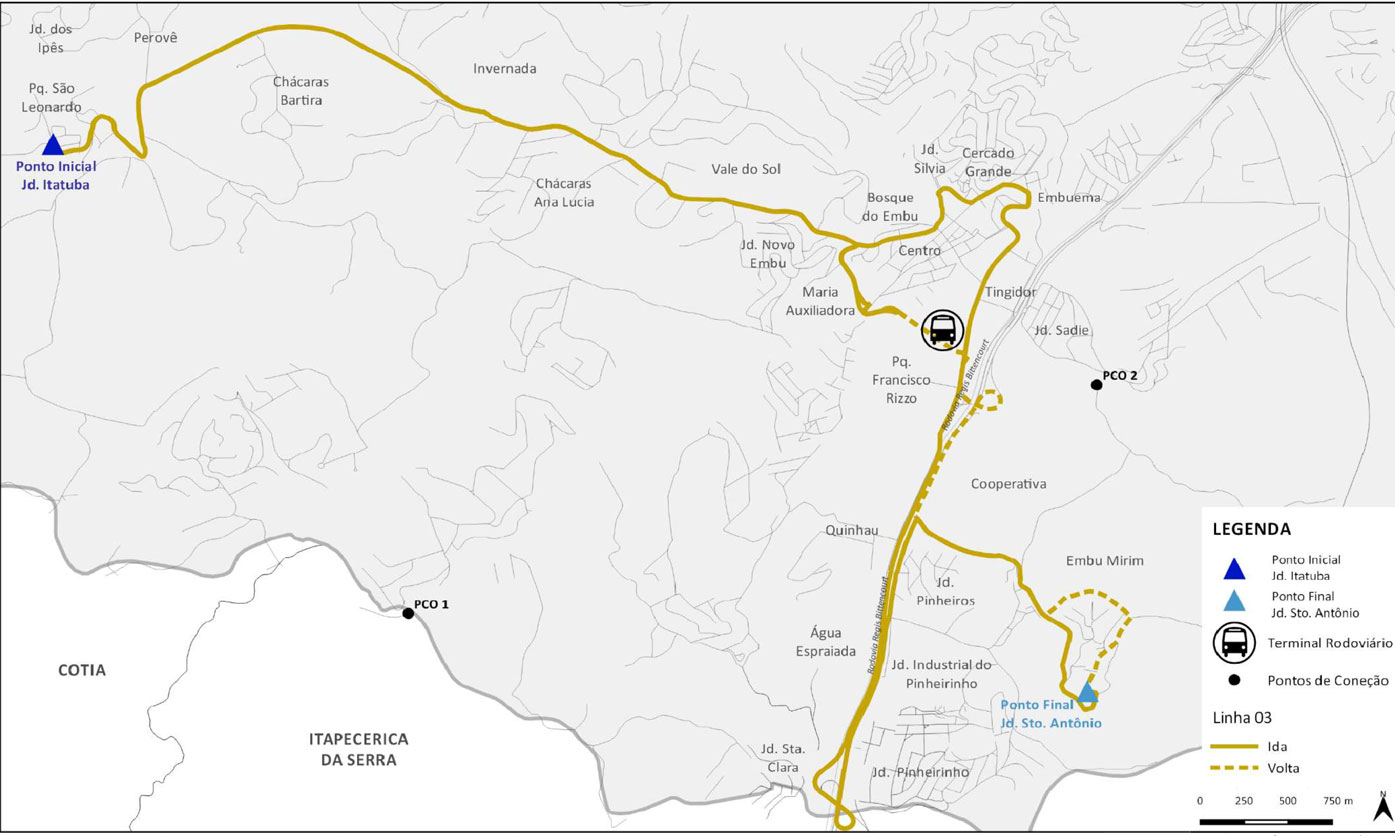 Jd. dos
Ipês
Perovê
Invernada
Chácaras
Bartira
Pq. São
Leonardo
Ponto Inicial
Jd. Itatuba
Chácaras
Ana Lucia
Vale do Sol
Jd.
Silvia
Cercado
Grande
Bosque
do Embu
Embuema
Jd. Novo
Embu
Centro
Maria
Auxiliadora
Tingidor
Jd. Sadie
Pq.
Francisco
Rizzo
Rodovia Regis Bittencourt
PCO 2
Cooperativa
Quinhau
Embu Mirim
Jd.
Pinheiros
PCO 1
Rodovia Regis Bittencourt
Água
Espraiada
Jd. Industrial do
Pinheirinho
COTIA
Ponto Final
Jd. Sto. Antônio
ITAPECERICA
DA SERRA
Jd. Sta.
Clara
Jd. Pinheirinho
LEGENDA
Ponto Inicial
Jd. Itatuba
Ponto Final
Jd. Sto. Antônio
Terminal Rodoviário
Pontos de Coneção
Linha 03
Ida
Volta
0 250 500 750 m
N